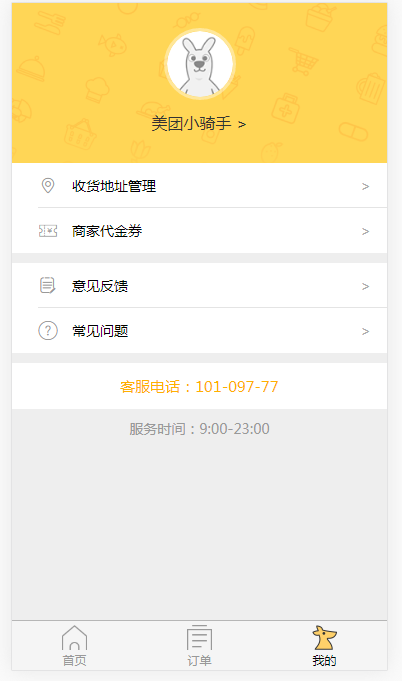 美团小骑手 >
收货地址管理 >
商家代金券 >
意见反馈 >
常见问题 >
客服电话：101-097-77
服务时间：9:00-23:00
首页 订单 我的